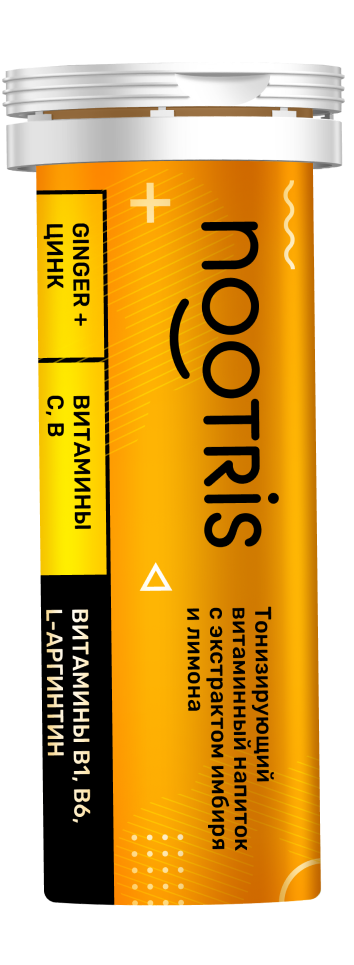 nooTRis
Тонизирующий
витаминный напиток
с экстрактом имбиря
и лимона
GINGER +
ЦИНК
ВИТАМИНЫ
C, B
ВИТАМИНЫ B1, B6,
L-АРГИНТИН